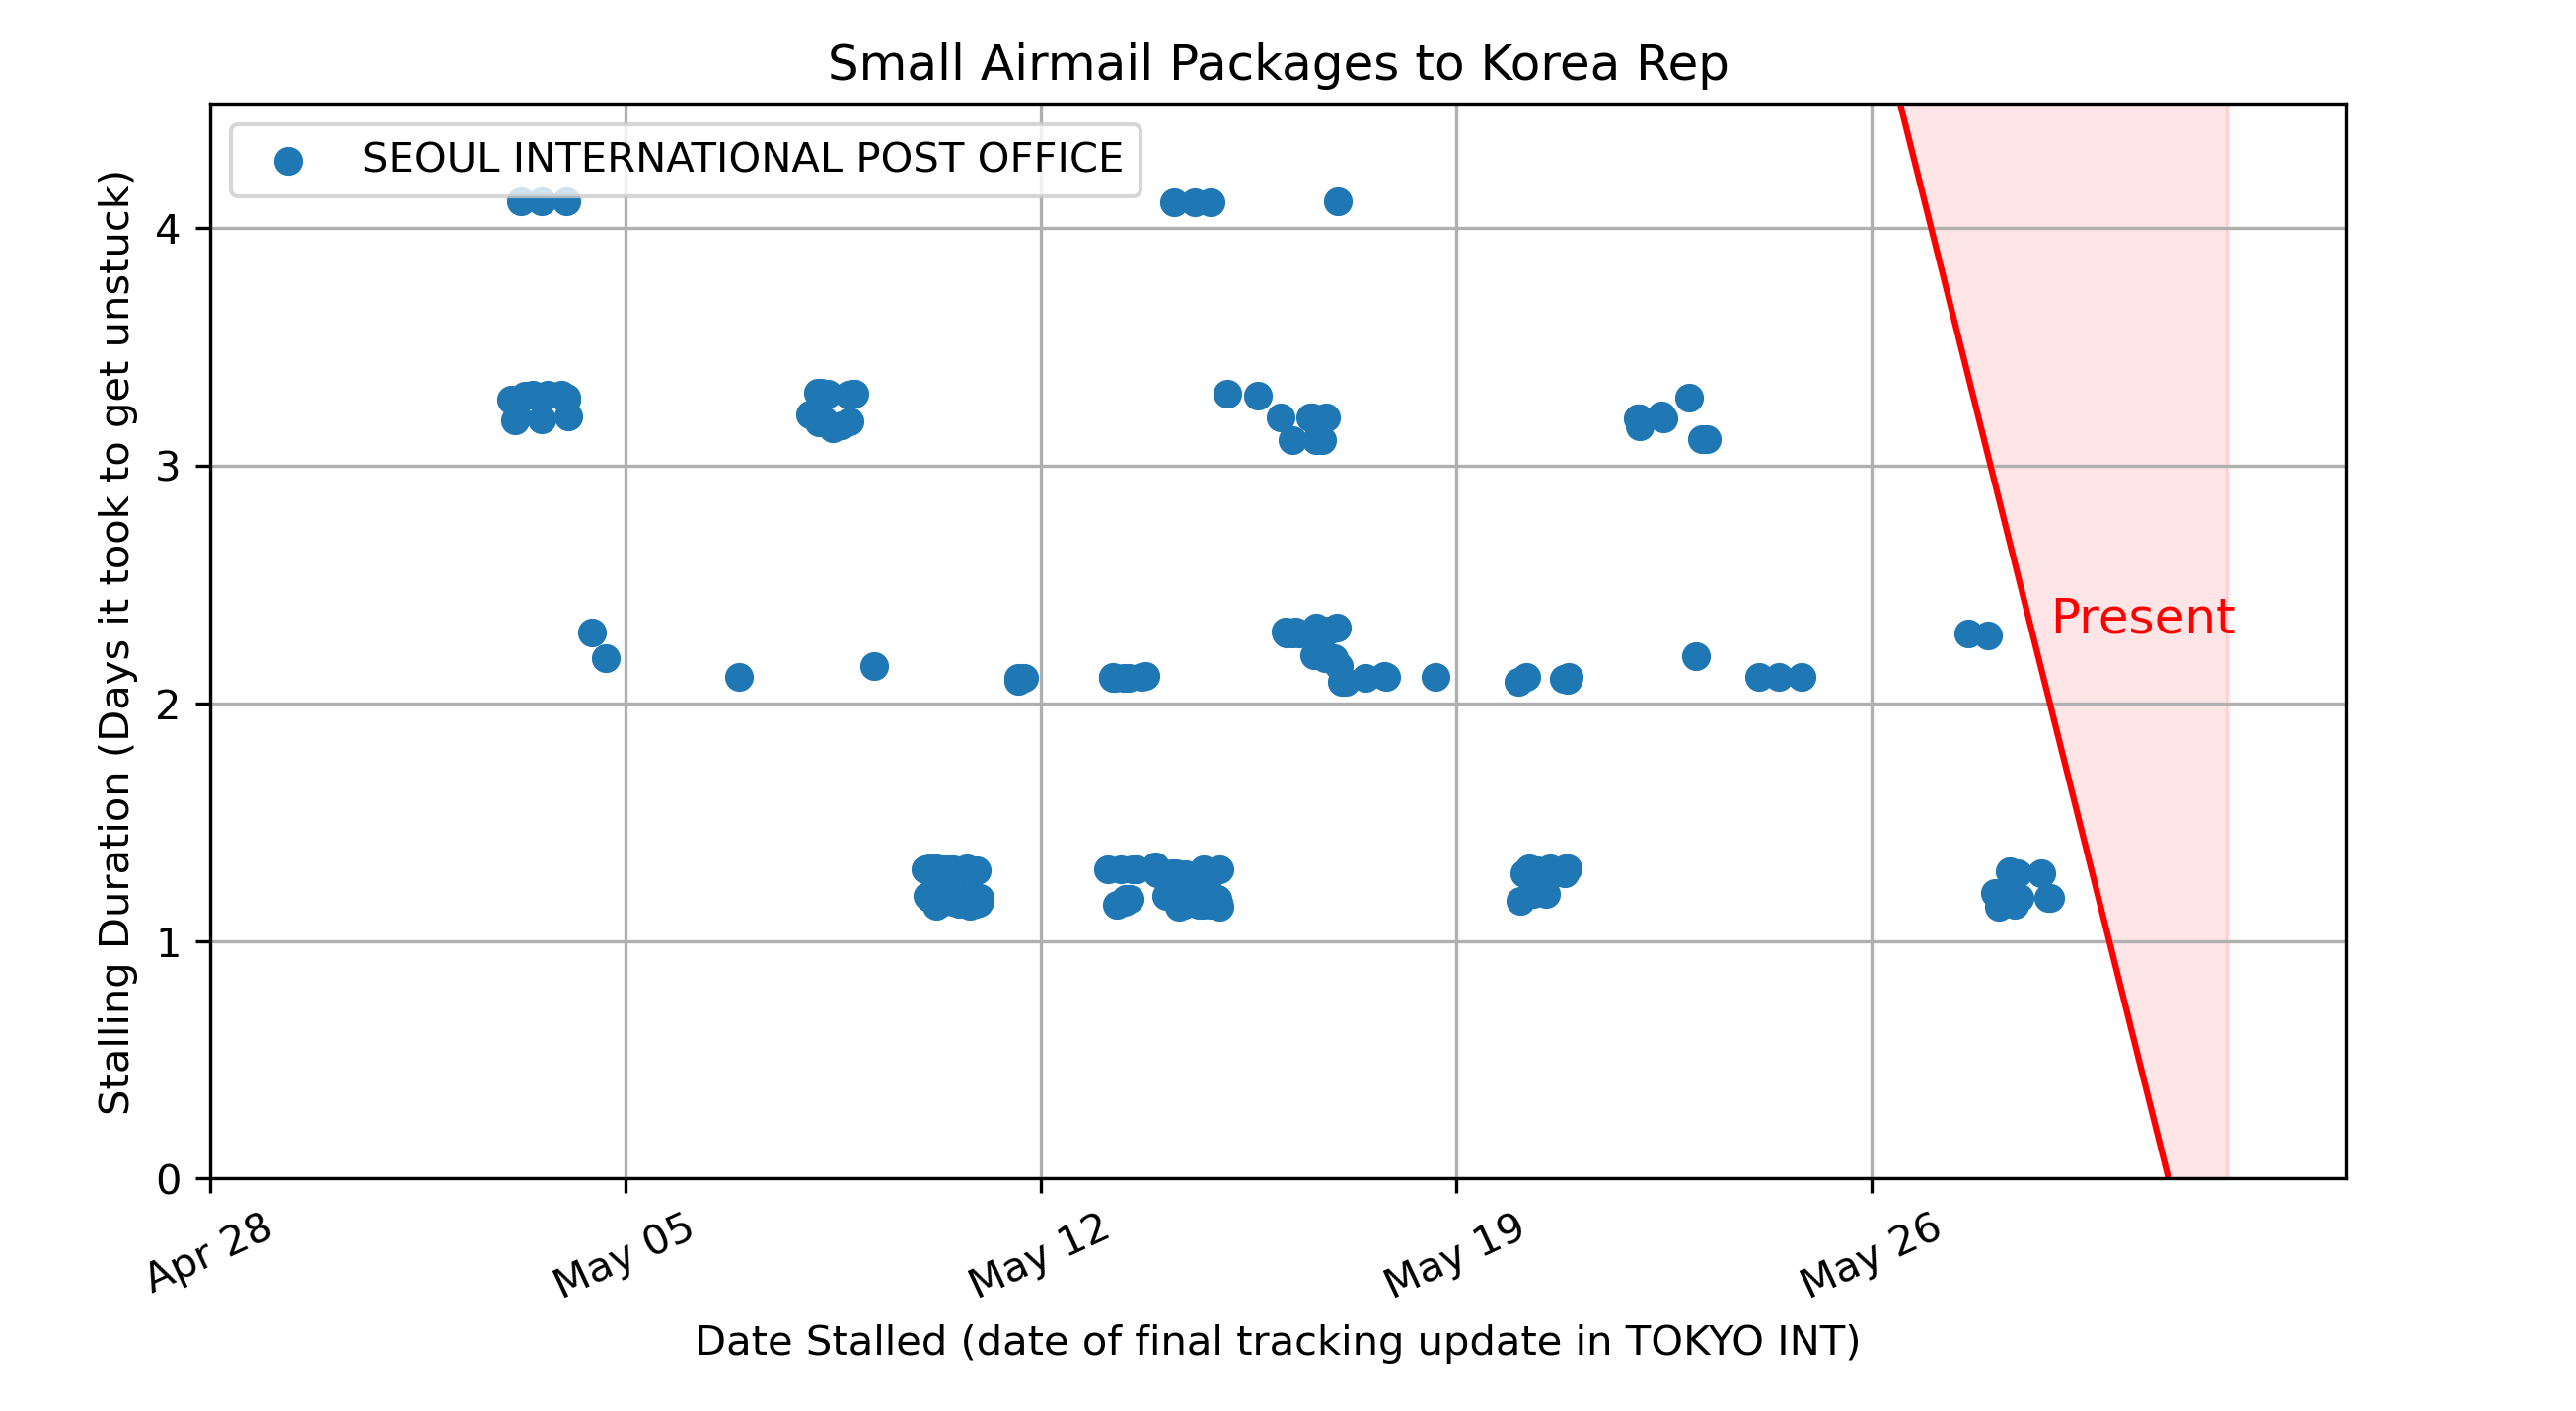 Small Airmail Packages to Korea Rep
SEOUL INTERNATIONAL POST OFFICE
Stalling Duration (Days it took to get unstuck)
4
3
2
1
0
Present
Apr 28
May 05
May 12
May 19
May 26
Date Stalled (date of final tracking update in TOKYO INT)